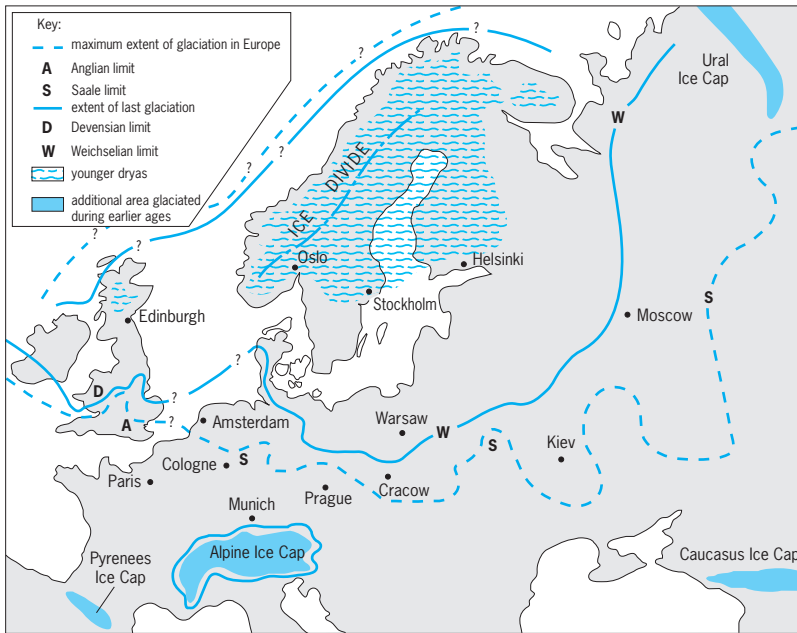 Key:
maximum extent of glaciation in Europe
A Anglian limit
S Saale limit
extent of last glaciation
D Devensian limit
W Weichselian limit
younger dryas
additional area glaciated
during earlier ages
?
?
?
?
?
?
?
?
?
Ural
Ice Cap
W
ICE DIVIDE
Oslo
Helsinki
Stockholm
S
Moscow
Edinburgh
D
A
Amsterdam
Warsaw
W
S
Kiev
Cologne
S
Paris
Prague
Cracow
Munich
Alpine Ice Cap
Pyrenees
Ice Cap
Caucasus Ice Cap